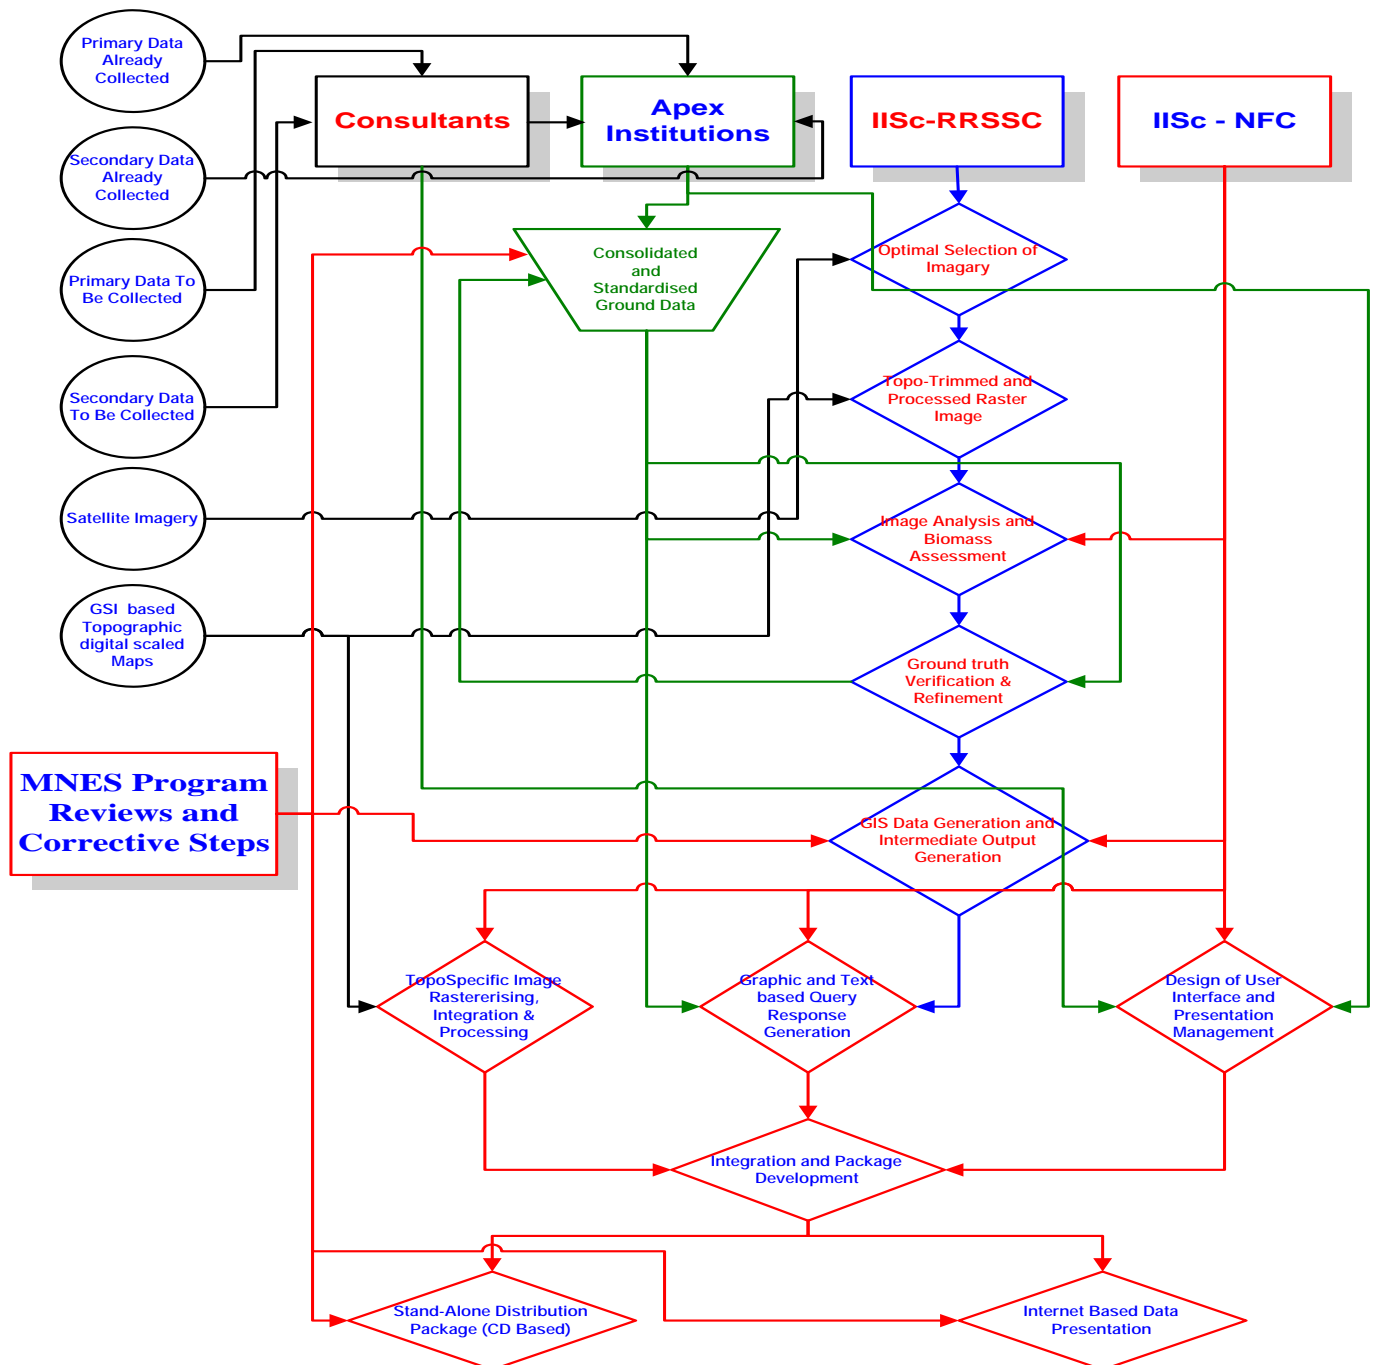 Primary Data
Already
Collected
Consultants
Apex
Institutions
IISc-RRSSC
IISc - NFC
Secondary Data
Already
Collected
Primary Data To
Be Collected
Consolidated
and
Standardised
Ground Data
Optimal Selection of
Imagary
Secondary Data
To Be Collected
Topo-Trimmed and
Processed Raster
Image
Satellite Imagery
Image Analysis and
Biomass
Assessment
GSI based
Topographic
digital scaled
Maps
Ground truth
Verification &
Refinement
MNES Program
Reviews and
Corrective Steps
GIS Data Generation and
Intermediate Output
Generation
TopoSpecific Image
Rastererising,
Integration &
Processing
Graphic and Text
based Query
Response
Generation
Design of User
Interface and
Presentation
Management
Integration and Package
Development
Stand-Alone Distribution
Package (CD Based)
Internet Based Data
Presentation